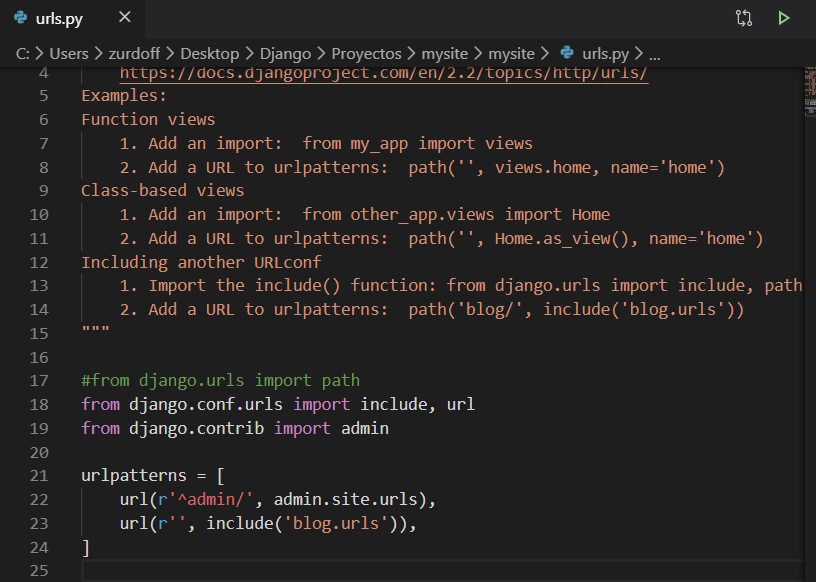 urls.py
C: > Users > zurdoff > Desktop > Django > Proyectos > mysite > mysite > urls.py > ...
4 https://docs.djangoproject.com/en/2.2/topics/http/urls/
5 Examples:
6 Function views
7     1. Add an import:  from my_app import views
8     2. Add a URL to urlpatterns:  path('', views.home, name='home')
9 Class-based views
10     1. Add an import:  from other_app.views import Home
11     2. Add a URL to urlpatterns:  path('', Home.as_view(), name='home')
12 Including another URLconf
13     1. Import the include() function: from django.urls import include, path
14     2. Add a URL to urlpatterns:  path('blog/', include('blog.urls'))
15 """
16
17 #from django.urls import path
18 from django.conf.urls import include, url
19 from django.contrib import admin
20
21 urlpatterns = [
22     url(r'^admin/', admin.site.urls),
23     url(r'', include('blog.urls')),
24 ]
25